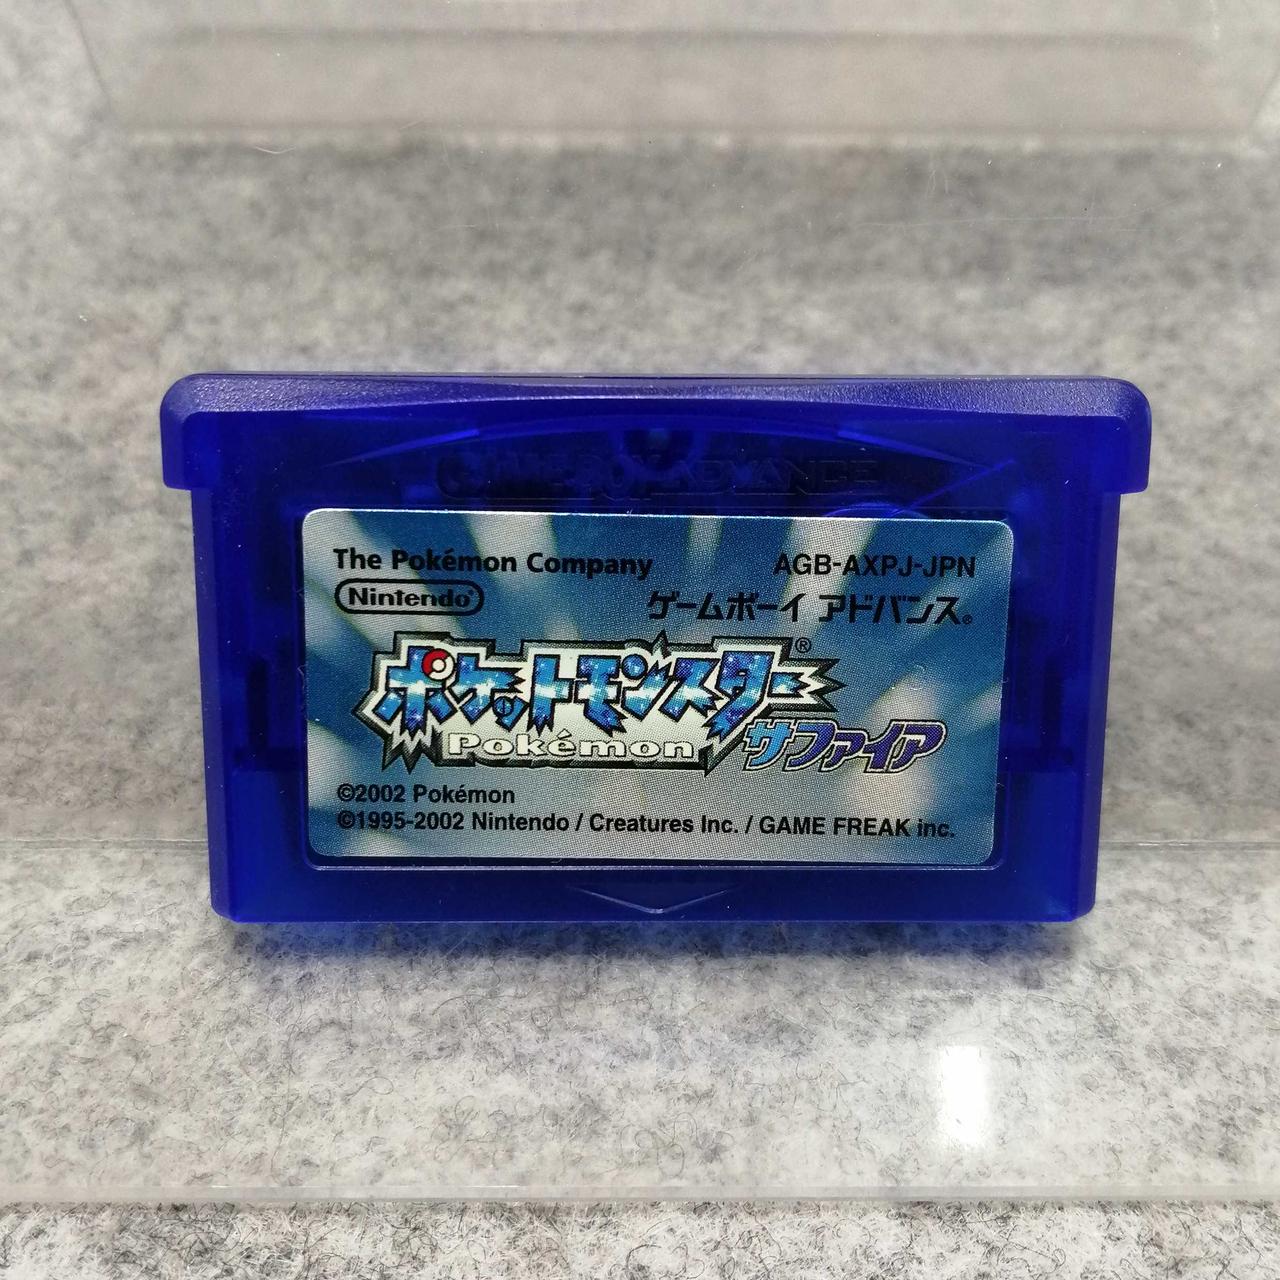 GAME BOY ADVANCE
The Pokémon Company
AGB-AXPJ-JPN
Nintendo®
ゲームボーイ アドバンス®
ポケットモンスター®
Pokémon
サファイア
©2002 Pokémon
©1995-2002 Nintendo / Creatures Inc. / GAME FREAK inc.